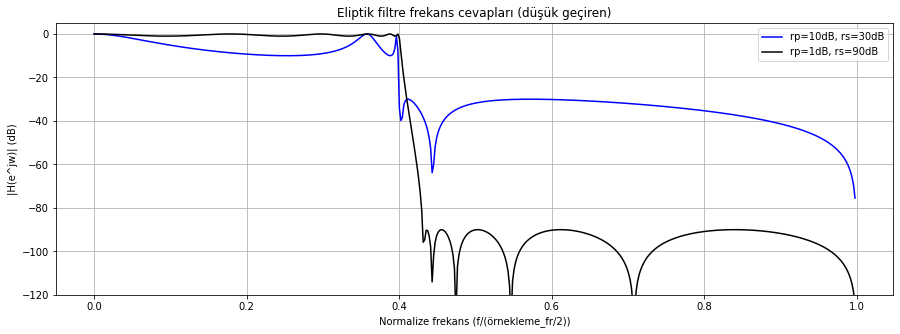 Eliptik filtre frekans cevapları (düşük geçiren)
rp=10dB, rs=30dB
rp=1dB, rs=90dB
|H(e^jw)| (dB)
0
−20
−40
−60
−80
−100
−120
0.0 0.2 0.4 0.6 0.8 1.0
Normalize frekans (f/(örnekleme_fr/2))